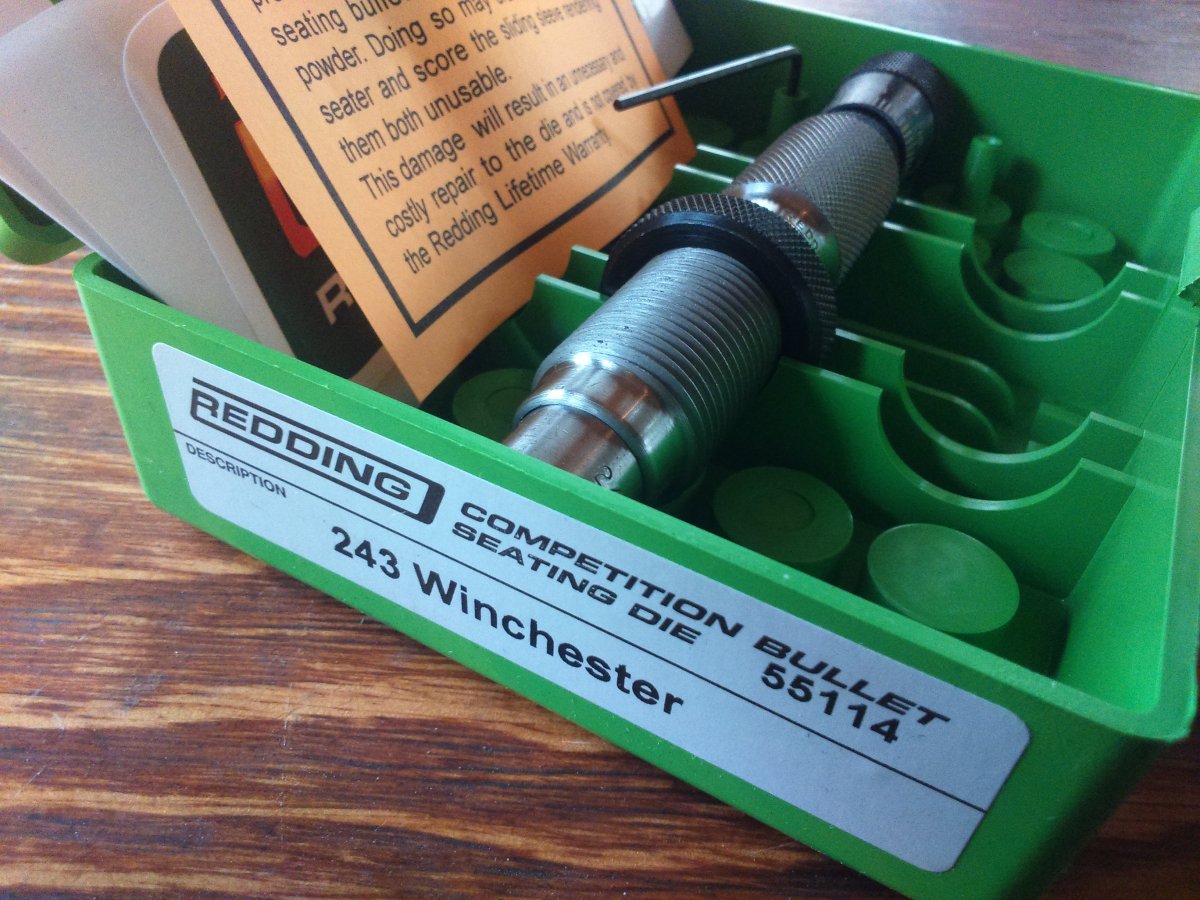 seating
powder. Doing so may
seater and score the sliding sleeve rendering
them both unusable.
This damage will result in an unnecessary and
costly repair to the die and is not covered by
the Redding Lifetime Warranty
REDDING
COMPETITION BULLET
SEATING DIE
55114
DESCRIPTION
243 Winchester